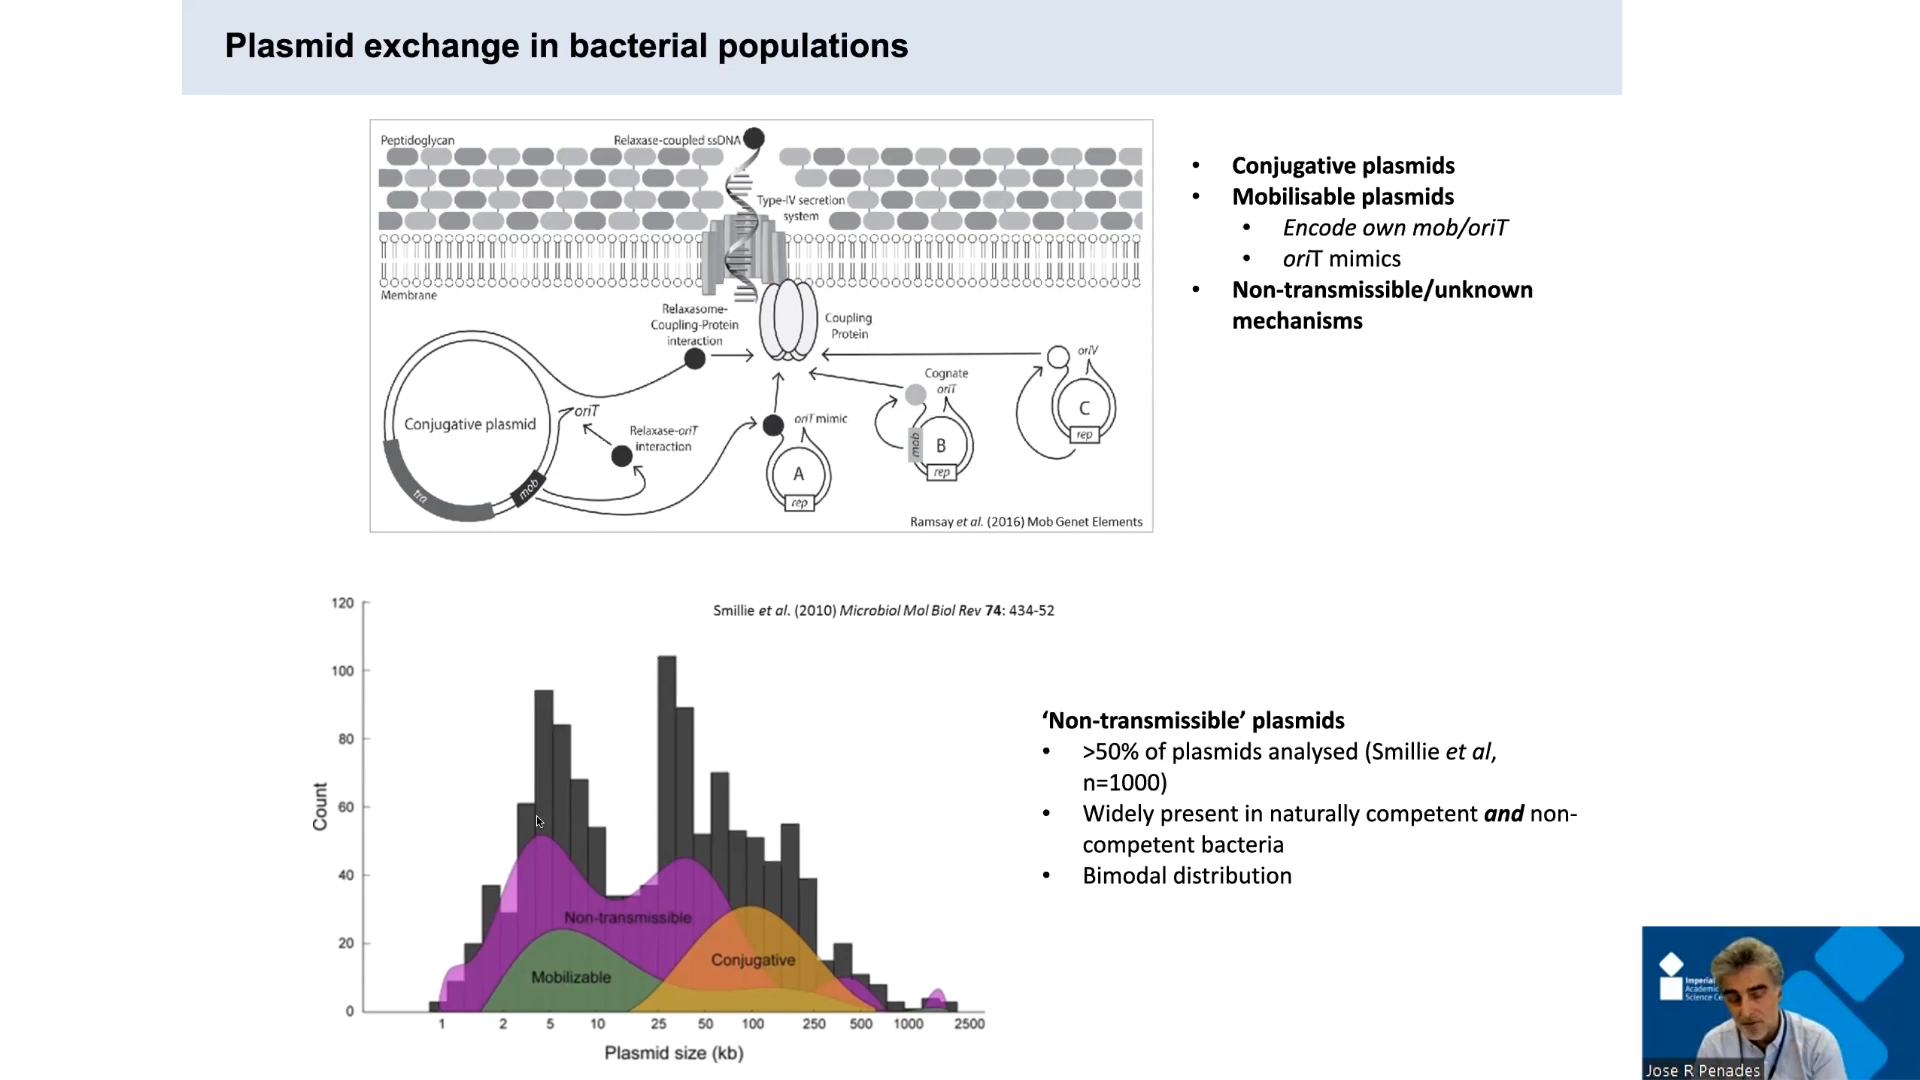 Plasmid exchange in bacterial populations
Peptidoglycan
Relaxase-coupled ssDNA
Type-IV secretion
system
Membrane
Relaxasome-
Coupling-Protein
interaction
Coupling
Protein
oriV
Cognate
oriT
C
rep
Conjugative plasmid
oriT
Relaxase-oriT
interaction
oriT mimic
mob
B
rep
A
rep
tra
mob
Ramsay et al. (2016) Mob Genet Elements
• Conjugative plasmids
• Mobilisable plasmids
• Encode own mob/oriT
• oriT mimics
• Non-transmissible/unknown
mechanisms
Smillie et al. (2010) Microbiol Mol Biol Rev 74: 434-52
120
100
80
60
40
20
0
Count
Non-transmissible
Mobilizable
Conjugative
1 2 5 10 25 50 100 250 500 1000 2500
Plasmid size (kb)
‘Non-transmissible’ plasmids
• >50% of plasmids analysed (Smillie et al,
n=1000)
• Widely present in naturally competent and non-
competent bacteria
• Bimodal distribution
Imperial
Academic
Science Ce
Jose R Penades